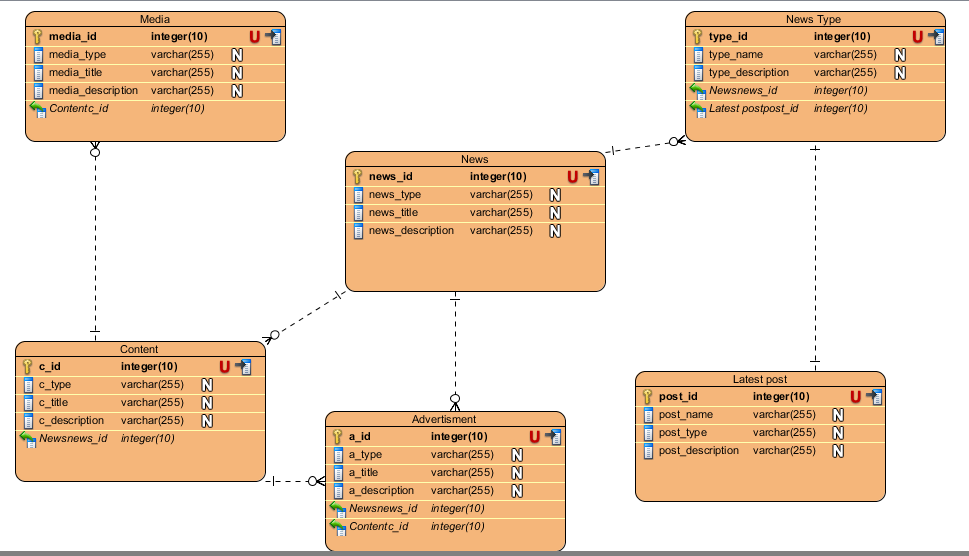 Media
media_id integer(10) U
media_type varchar(255) N
media_title varchar(255) N
media_description varchar(255) N
Contentc_id integer(10)
News Type
type_id integer(10) U
type_name varchar(255) N
type_description varchar(255) N
Newsnews_id integer(10)
Latest postpost_id integer(10)
News
news_id integer(10) U
news_type varchar(255) N
news_title varchar(255) N
news_description varchar(255) N
Content
c_id integer(10) U
c_type varchar(255) N
c_title varchar(255) N
c_description varchar(255) N
Newsnews_id integer(10)
Latest post
post_id integer(10) U
post_name varchar(255) N
post_type varchar(255) N
post_description varchar(255) N
Advertisment
a_id integer(10) U
a_type varchar(255) N
a_title varchar(255) N
a_description varchar(255) N
Newsnews_id integer(10)
Contentc_id integer(10)